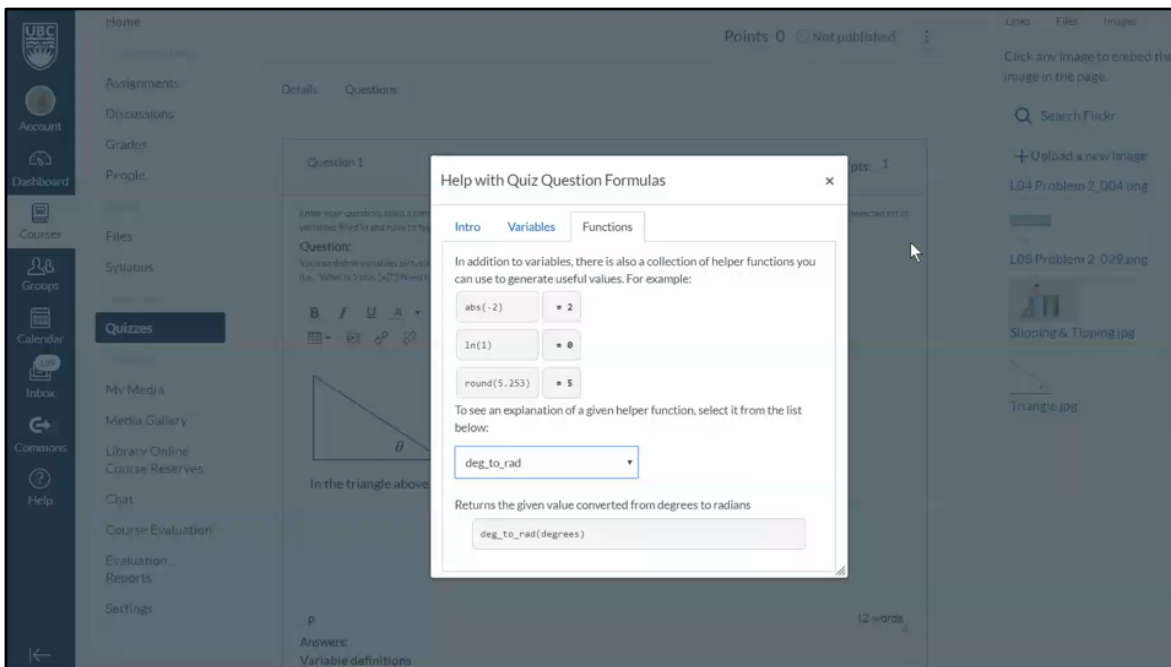 UBC
Account
Dashboard
Courses
Groups
Calendar
199
Inbox
Commons
Help
Home
Assignments
Discussions
Grades
People
Files
Syllabus
Quizzes
My Media
Media Gallery
Library Online
Course Reserves
Chat
Course Evaluation
Evaluation
Reports
Settings
Points 0 Not published
Details Questions
Question 1
pts: 1
Question:
B I U A
θ
In the triangle above
p
12 words
Answers:
Variable definitions
Help with Quiz Question Formulas ×
Intro Variables Functions
In addition to variables, there is also a collection of helper functions you
can use to generate useful values. For example:
abs(-2) = 2
ln(1) = 0
round(5.253) = 5
To see an explanation of a given helper function, select it from the list
below:
deg_to_rad
Returns the given value converted from degrees to radians
deg_to_rad(degrees)
Links Files Images
Click any image to embed the
image in the page.
Search Flickr
+Upload a new image
L04 Problem 2_004.png
L05 Problem 2_029.png
Slipping & Tipping.jpg
Triangle.jpg